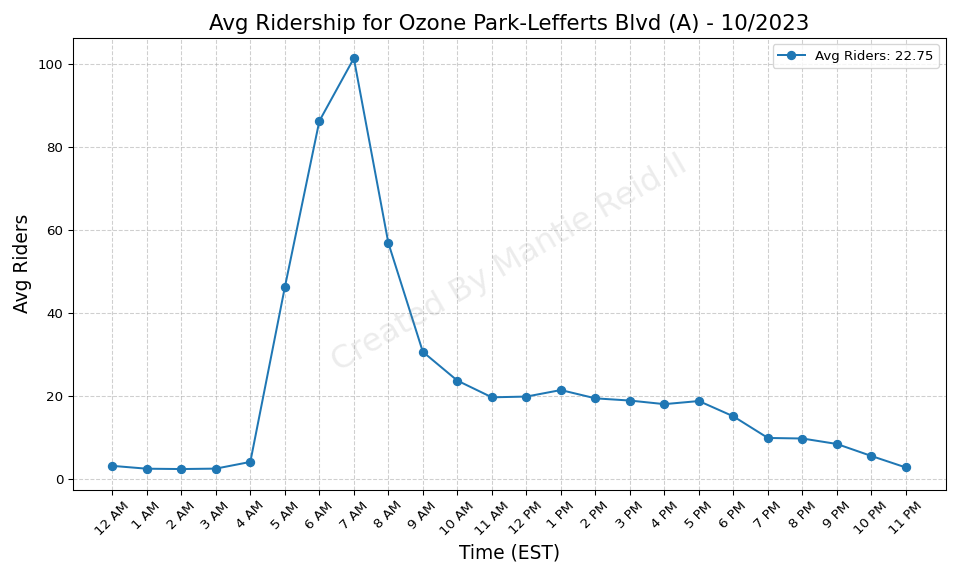 Avg Ridership for Ozone Park-Lefferts Blvd (A) - 10/2023
Avg Riders: 22.75
100
80
60
40
20
0
Avg Riders
Created By Mantle Reid II
12 AM
1 AM
2 AM
3 AM
4 AM
5 AM
6 AM
7 AM
8 AM
9 AM
10 AM
11 AM
12 PM
1 PM
2 PM
3 PM
4 PM
5 PM
6 PM
7 PM
8 PM
9 PM
10 PM
11 PM
Time (EST)